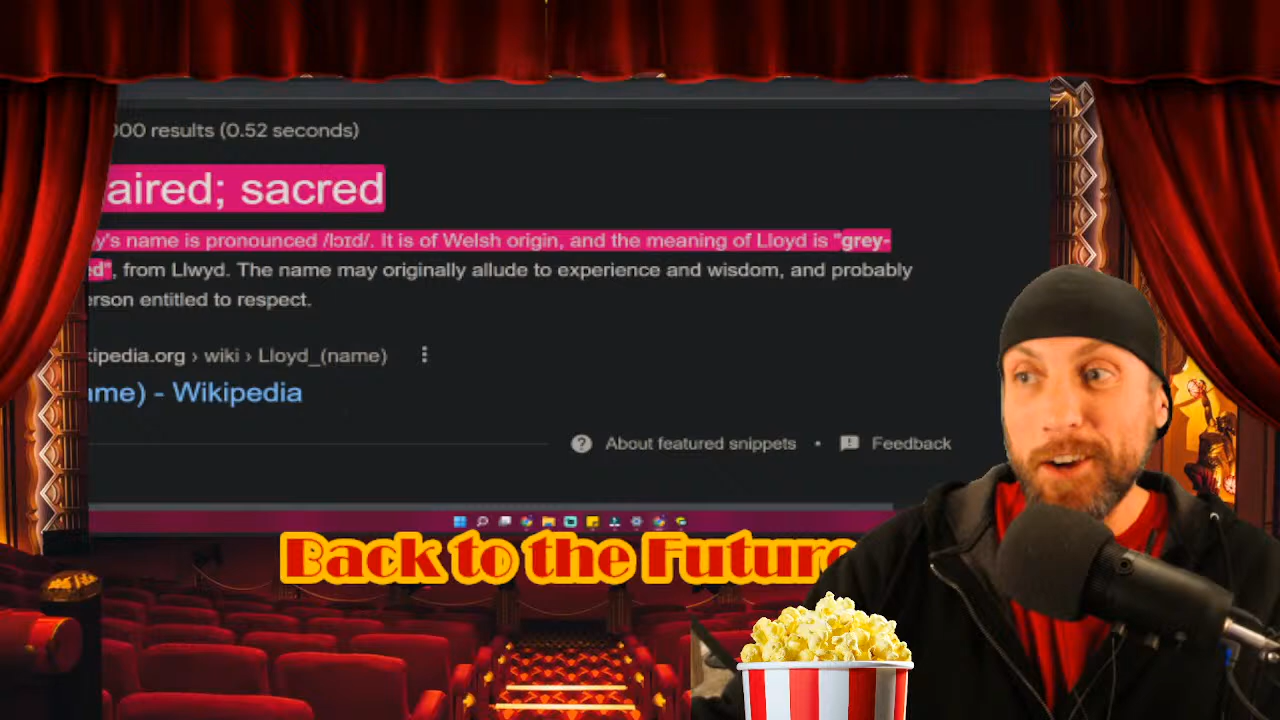 000 results (0.52 seconds)
aired; sacred
y's name is pronounced /lɔɪd/. It is of Welsh origin, and the meaning of Lloyd is "grey-
ed", from Llwyd. The name may originally allude to experience and wisdom, and probably
erson entitled to respect.
kipedia.org › wiki › Lloyd_(name)
ame) - Wikipedia
About featured snippets • Feedback
Back to the Future